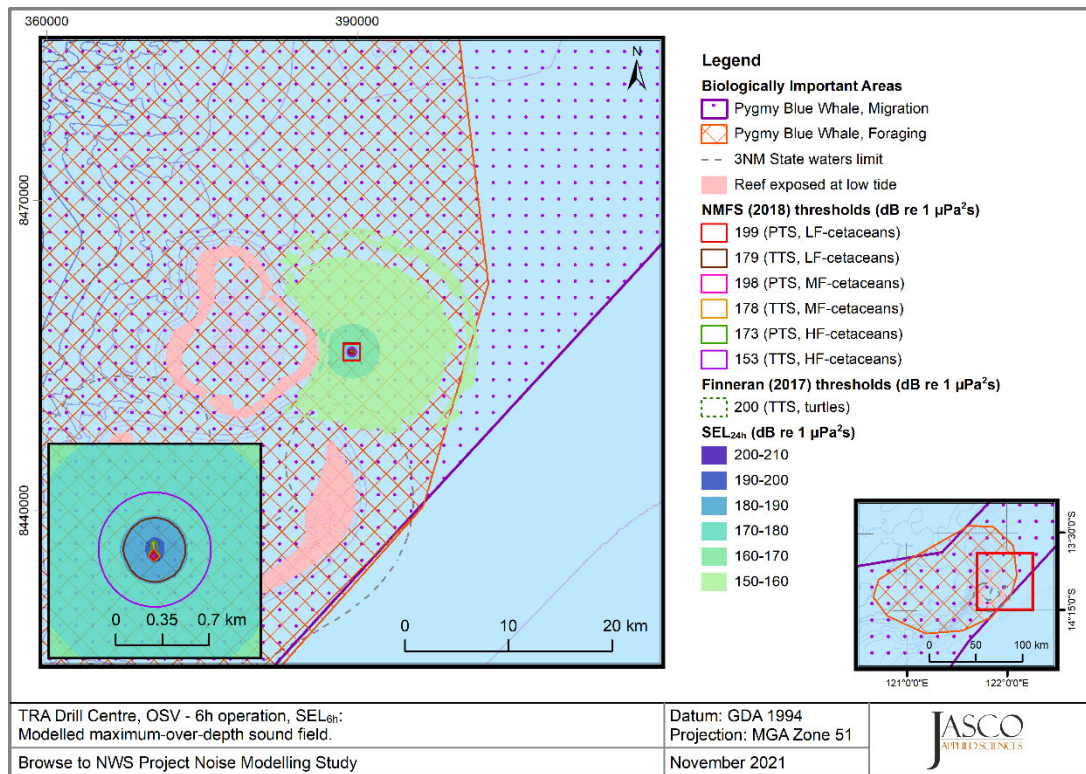 360000
390000
8470000
8440000
N
0 0.35 0.7 km
0 10 20 km
Legend
Biologically Important Areas
Pygmy Blue Whale, Migration
Pygmy Blue Whale, Foraging
3NM State waters limit
Reef exposed at low tide
NMFS (2018) thresholds (dB re 1 µPa²s)
199 (PTS, LF-cetaceans)
179 (TTS, LF-cetaceans)
198 (PTS, MF-cetaceans)
178 (TTS, MF-cetaceans)
173 (PTS, HF-cetaceans)
153 (TTS, HF-cetaceans)
Finneran (2017) thresholds (dB re 1 µPa²s)
200 (TTS, turtles)
SEL24h (dB re 1 µPa²s)
200-210
190-200
180-190
170-180
160-170
150-160
13°30'S
14°15'S
0 50 100 km
121°0'0"E 122°0'0"E
TRA Drill Centre, OSV - 6h operation, SEL6h:
Modelled maximum-over-depth sound field.
Browse to NWS Project Noise Modelling Study
Datum: GDA 1994
Projection: MGA Zone 51
November 2021
JASCO
APPLIED SCIENCES